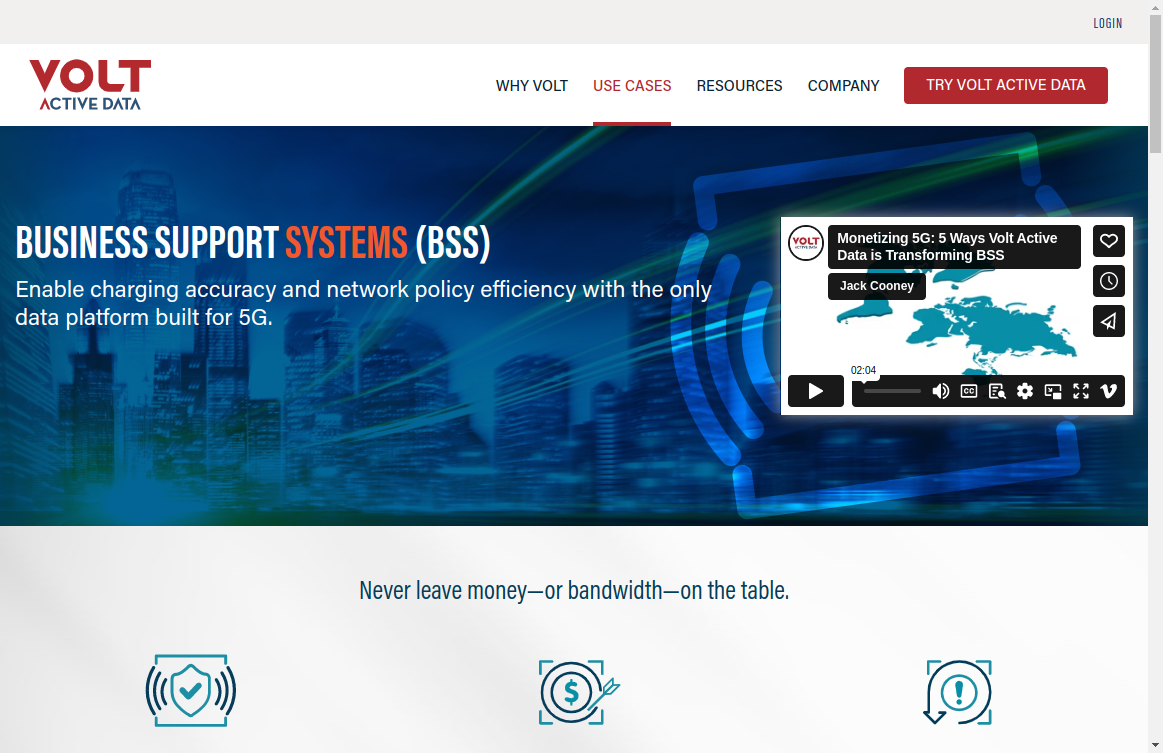 LOGIN
VOLT
ACTIVE DATA
WHY VOLT
USE CASES
RESOURCES
COMPANY
TRY VOLT ACTIVE DATA
BUSINESS SUPPORT SYSTEMS (BSS)
Enable charging accuracy and network policy efficiency with the only
data platform built for 5G.
VOLT
ACTIVE DATA
Monetizing 5G: 5 Ways Volt Active
Data is Transforming BSS
Jack Cooney
02:04
CC
Never leave money—or bandwidth—on the table.
$
!